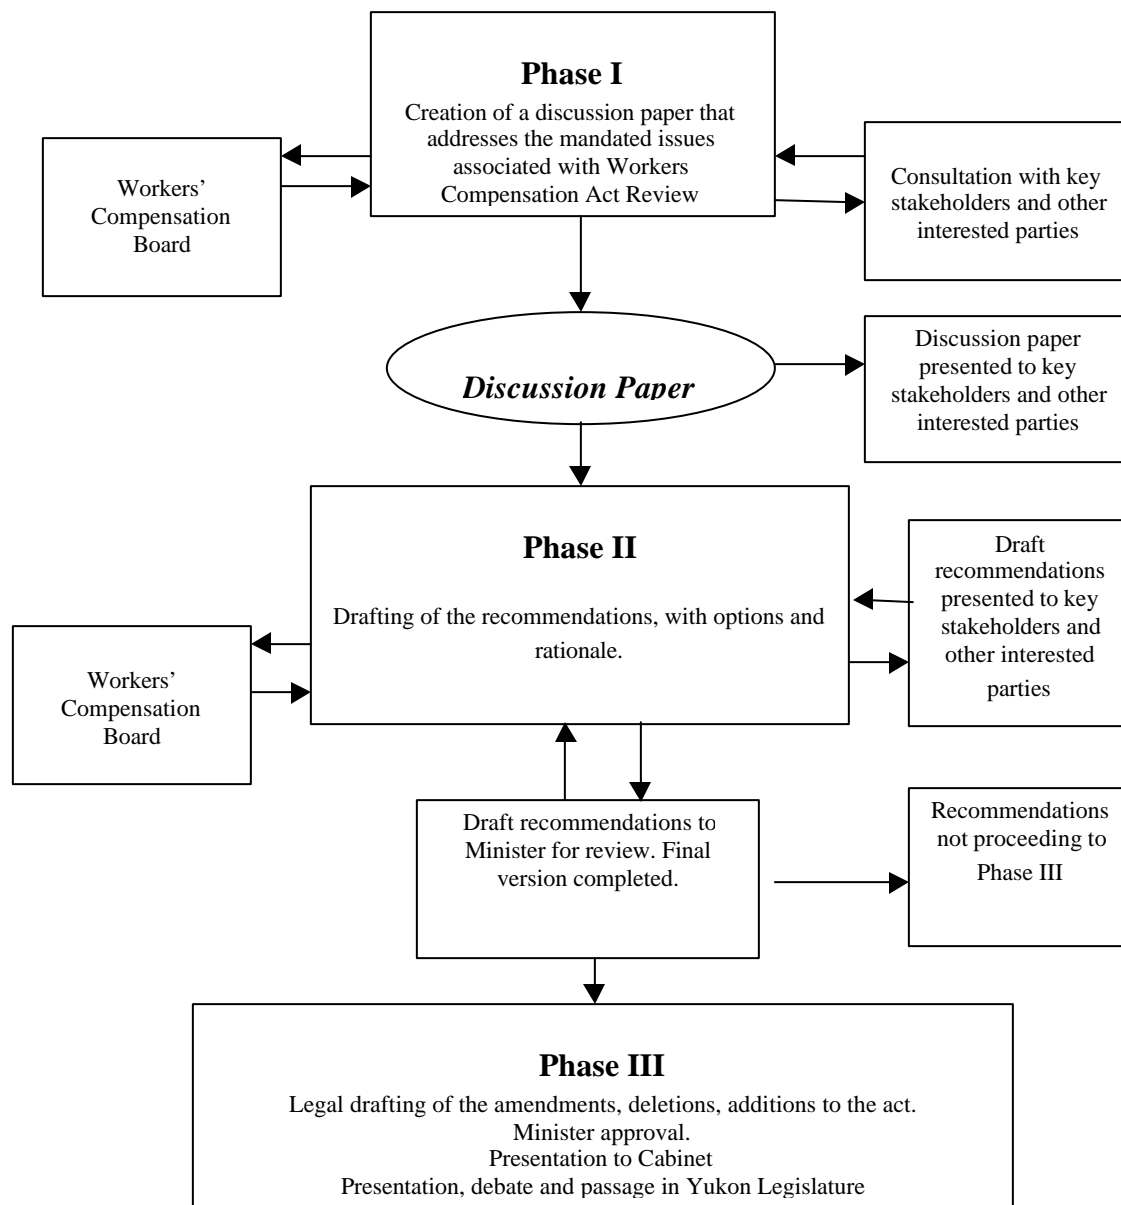 Phase I
Creation of a discussion paper that
addresses the mandated issues
associated with Workers
Compensation Act Review
Workers’
Compensation
Board
Consultation with key
stakeholders and other
interested parties
Discussion Paper
Discussion paper
presented to key
stakeholders and other
interested parties
Phase II
Drafting of the recommendations, with options and
rationale.
Draft
recommendations
presented to key
stakeholders and
other interested
parties
Workers’
Compensation
Board
Draft recommendations to
Minister for review. Final
version completed.
Recommendations
not proceeding to
Phase III
Phase III
Legal drafting of the amendments, deletions, additions to the act.
Minister approval.
Presentation to Cabinet
Presentation, debate and passage in Yukon Legislature